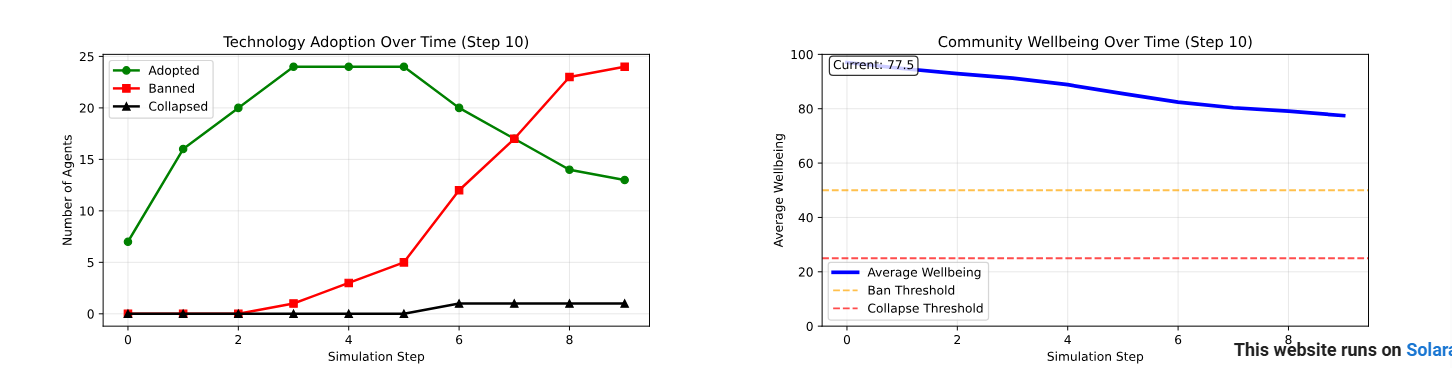 Technology Adoption Over Time (Step 10)
Number of Agents
25
20
15
10
5
0
Adopted
Banned
Collapsed
0 2 4 6 8
Simulation Step
Community Wellbeing Over Time (Step 10)
Average Wellbeing
100
80
60
40
20
0
Current: 77.5
Average Wellbeing
Ban Threshold
Collapse Threshold
0 2 4 6 8
Simulation Step
This website runs on Solara